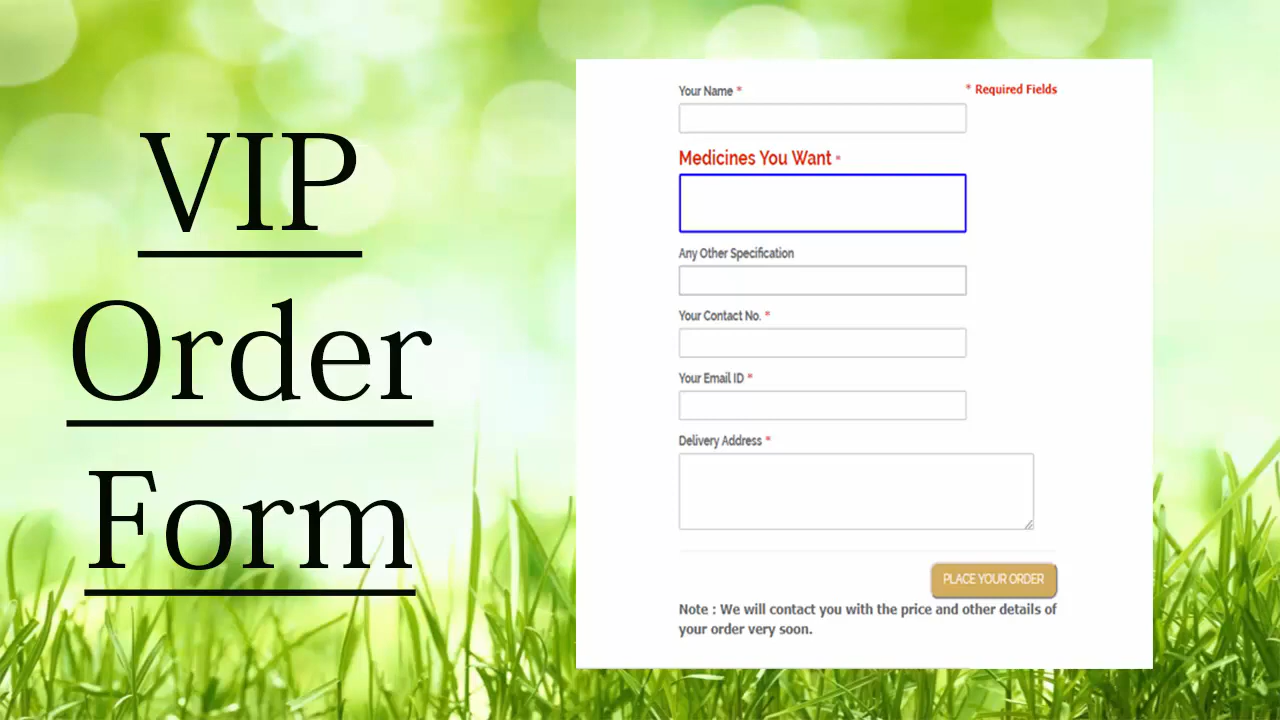 VIP
Order
Form
Your Name *
* Required Fields
Medicines You Want *
Any Other Specification
Your Contact No. *
Your Email ID *
Delivery Address *
PLACE YOUR ORDER
Note : We will contact you with the price and other details of
your order very soon.